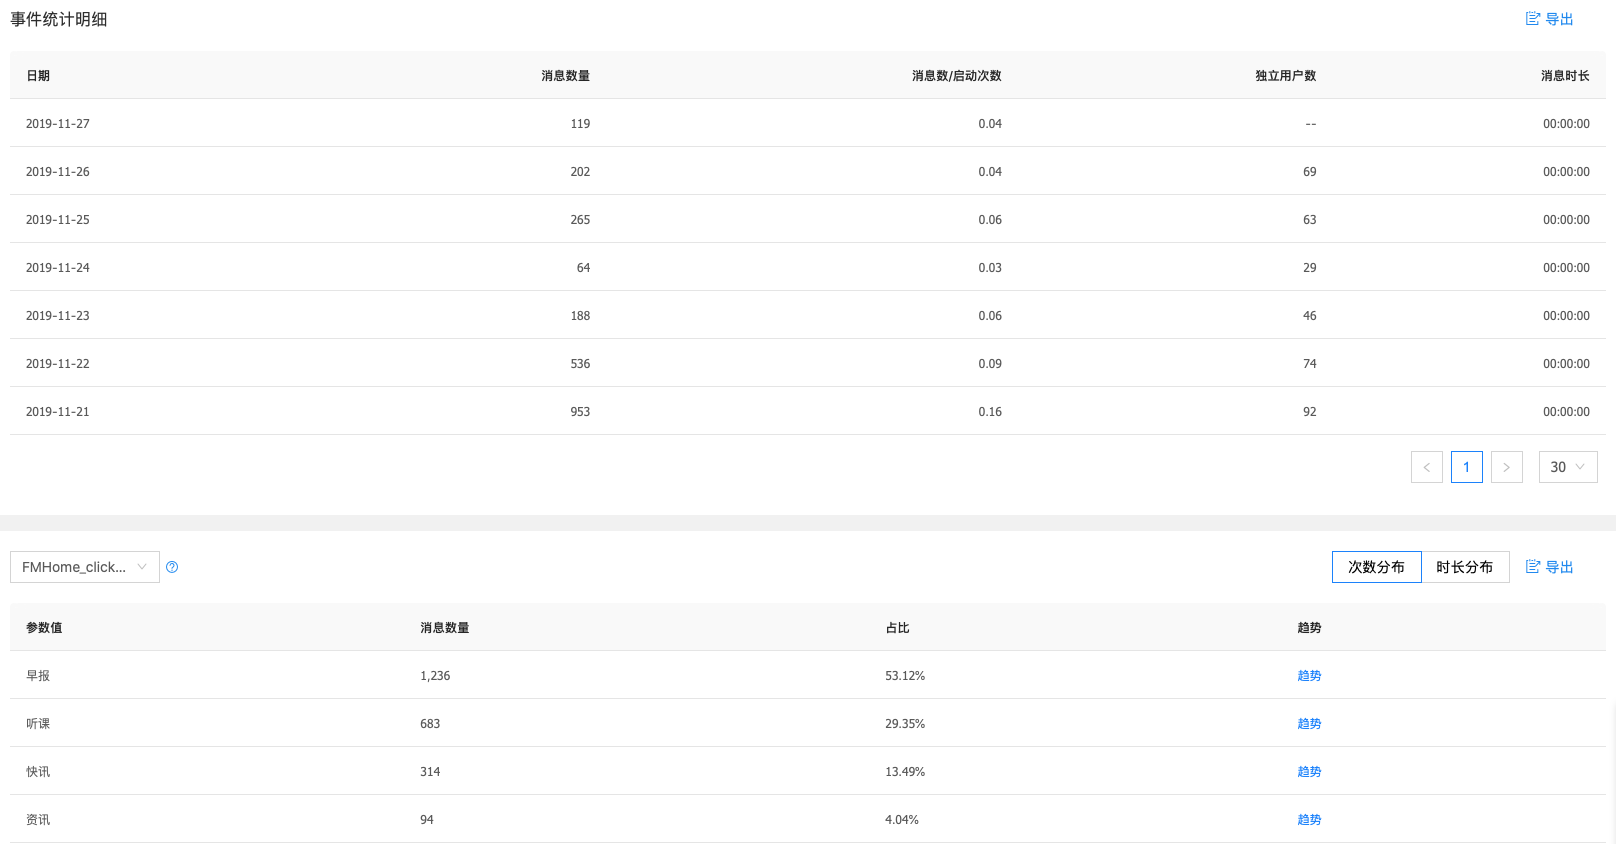 事件统计明细 导出
日期 消息数量 消息数/启动次数 独立用户数 消息时长
2019-11-27 119 0.04 -- 00:00:00
2019-11-26 202 0.04 69 00:00:00
2019-11-25 265 0.06 63 00:00:00
2019-11-24 64 0.03 29 00:00:00
2019-11-23 188 0.06 46 00:00:00
2019-11-22 536 0.09 74 00:00:00
2019-11-21 953 0.16 92 00:00:00
< 1 > 30
FMHome_click... ? 次数分布 时长分布 导出
参数值 消息数量 占比 趋势
早报 1,236 53.12% 趋势
听课 683 29.35% 趋势
快讯 314 13.49% 趋势
资讯 94 4.04% 趋势